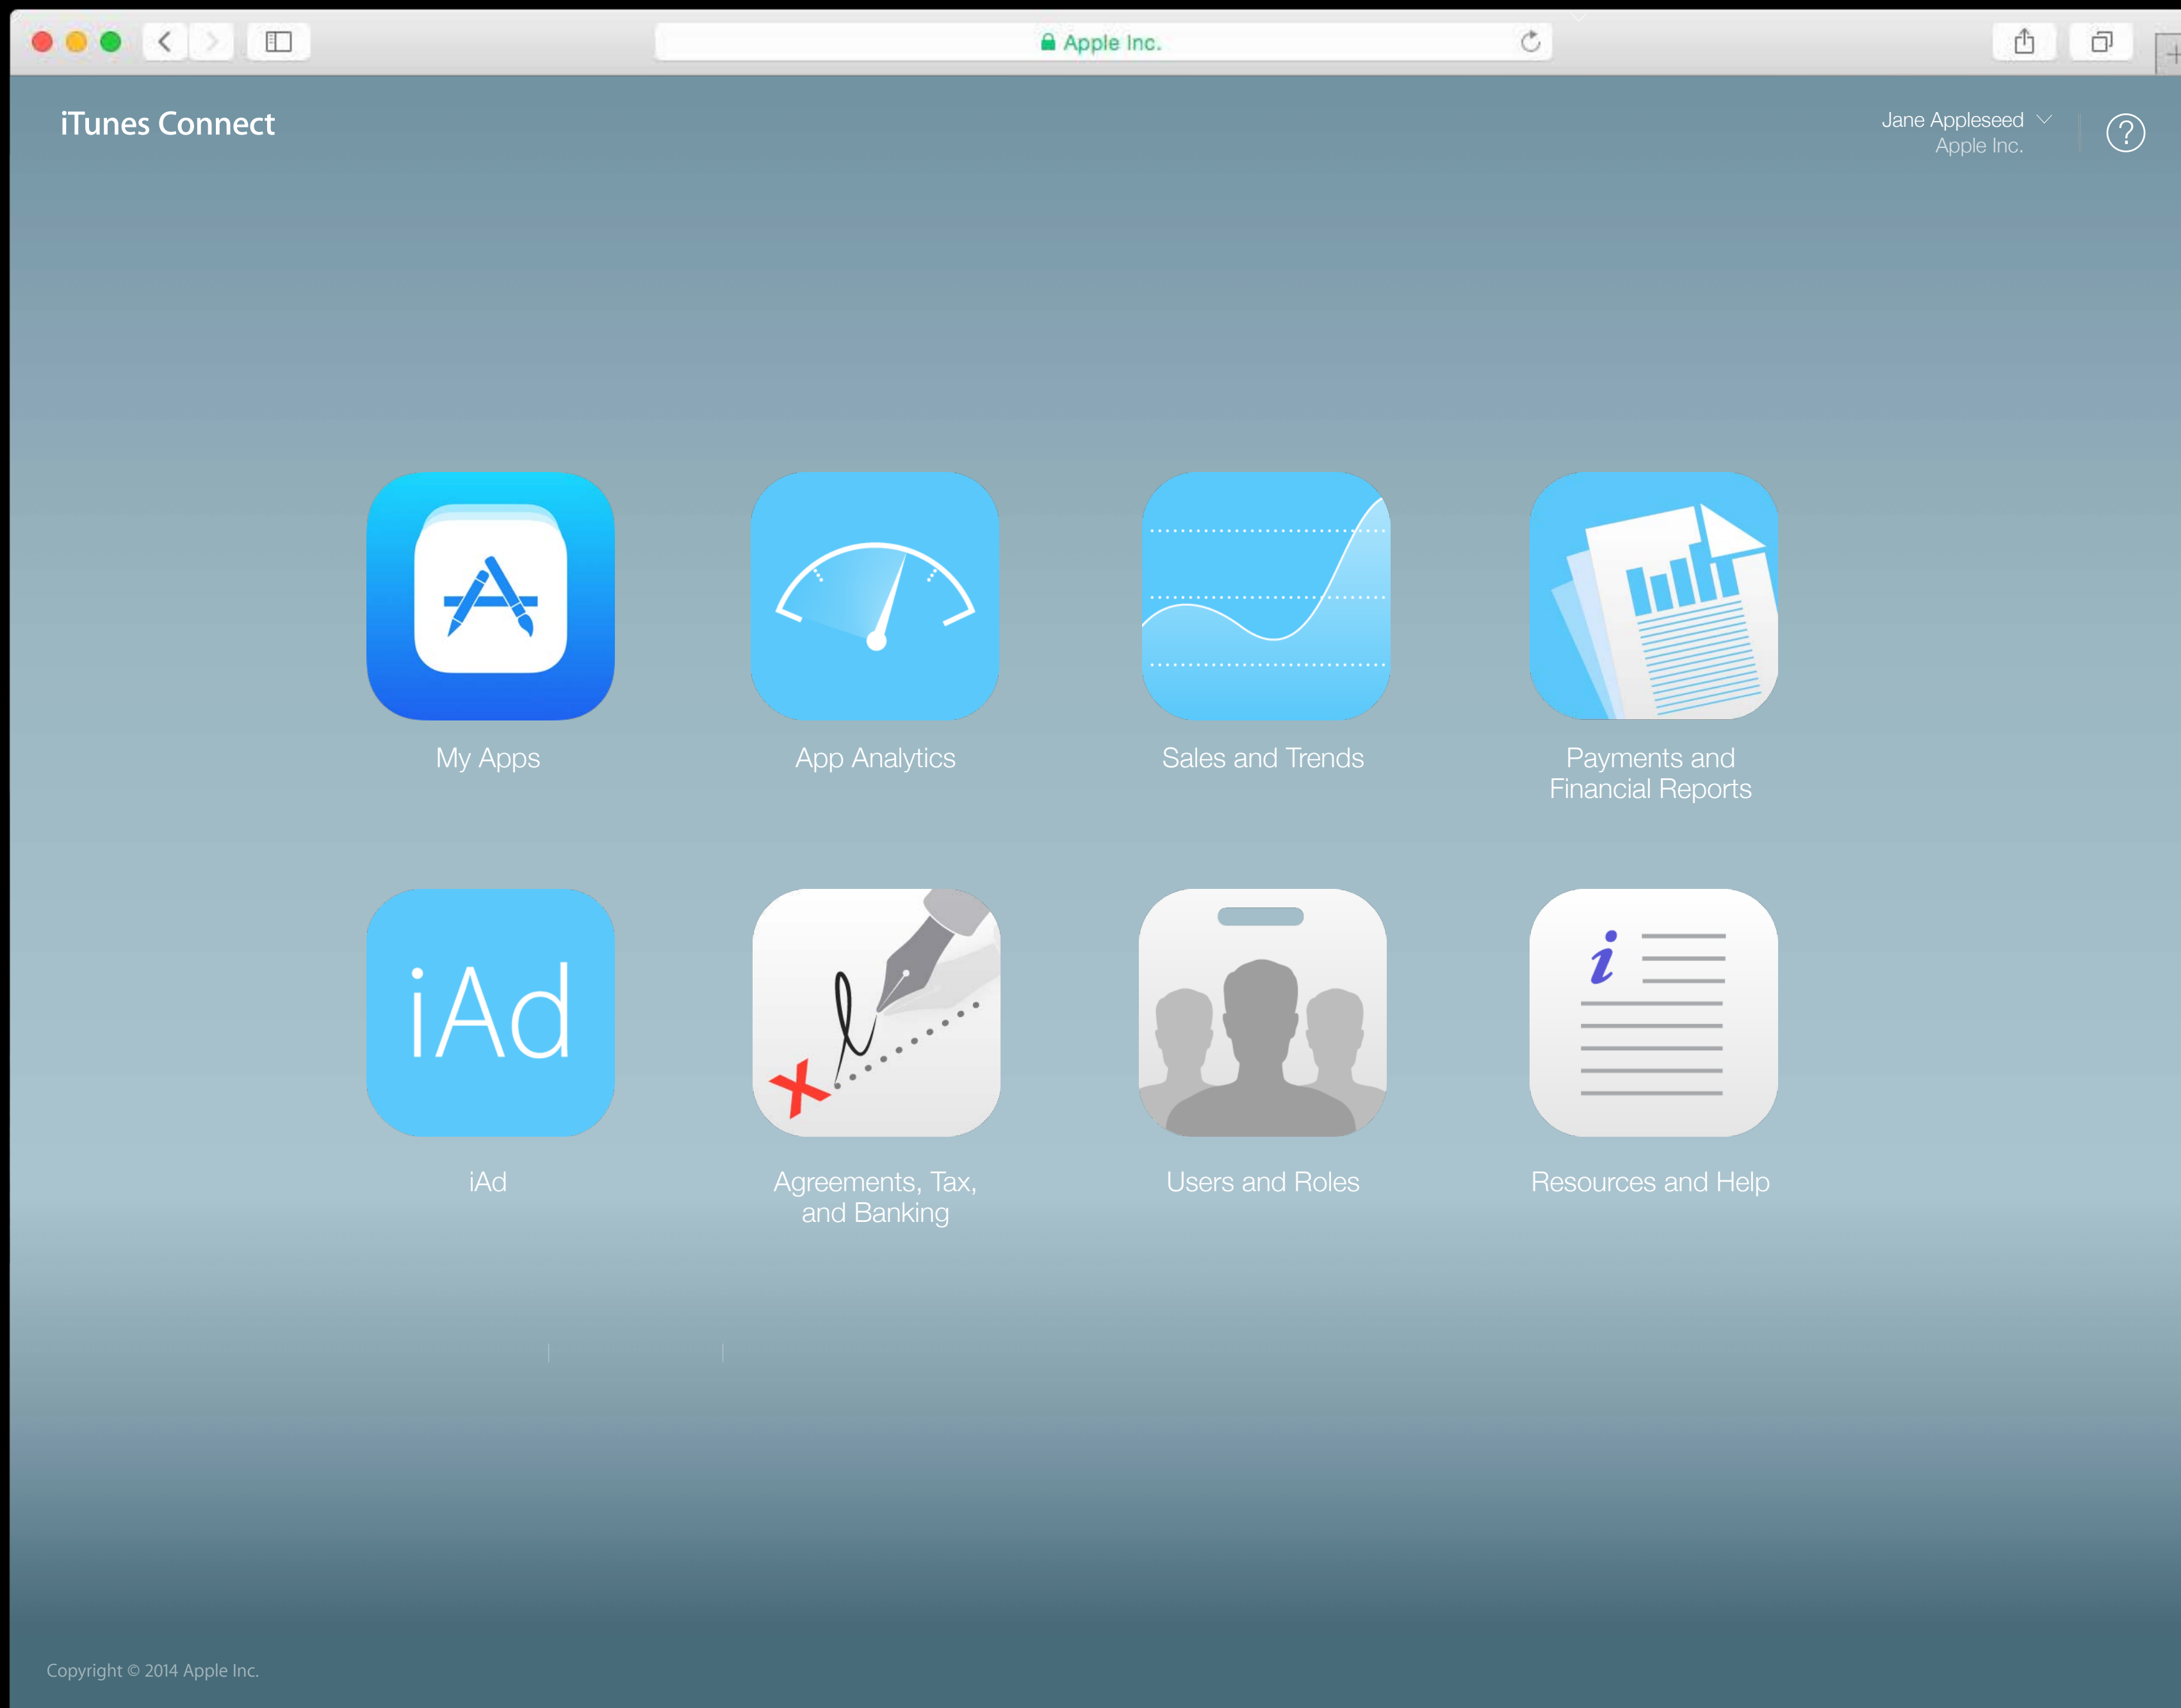 Apple Inc.
iTunes Connect
Jane Appleseed
Apple Inc.
?
My Apps
App Analytics
Sales and Trends
Payments and
Financial Reports
iAd
iAd
Agreements, Tax,
and Banking
Users and Roles
i
Resources and Help
Copyright © 2014 Apple Inc.